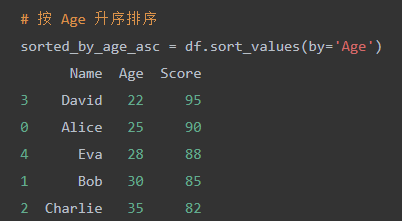 # 按 Age 升序排序
sorted_by_age_asc = df.sort_values(by='Age')
Name Age Score
3 David 22 95
0 Alice 25 90
4 Eva 28 88
1 Bob 30 85
2 Charlie 35 82